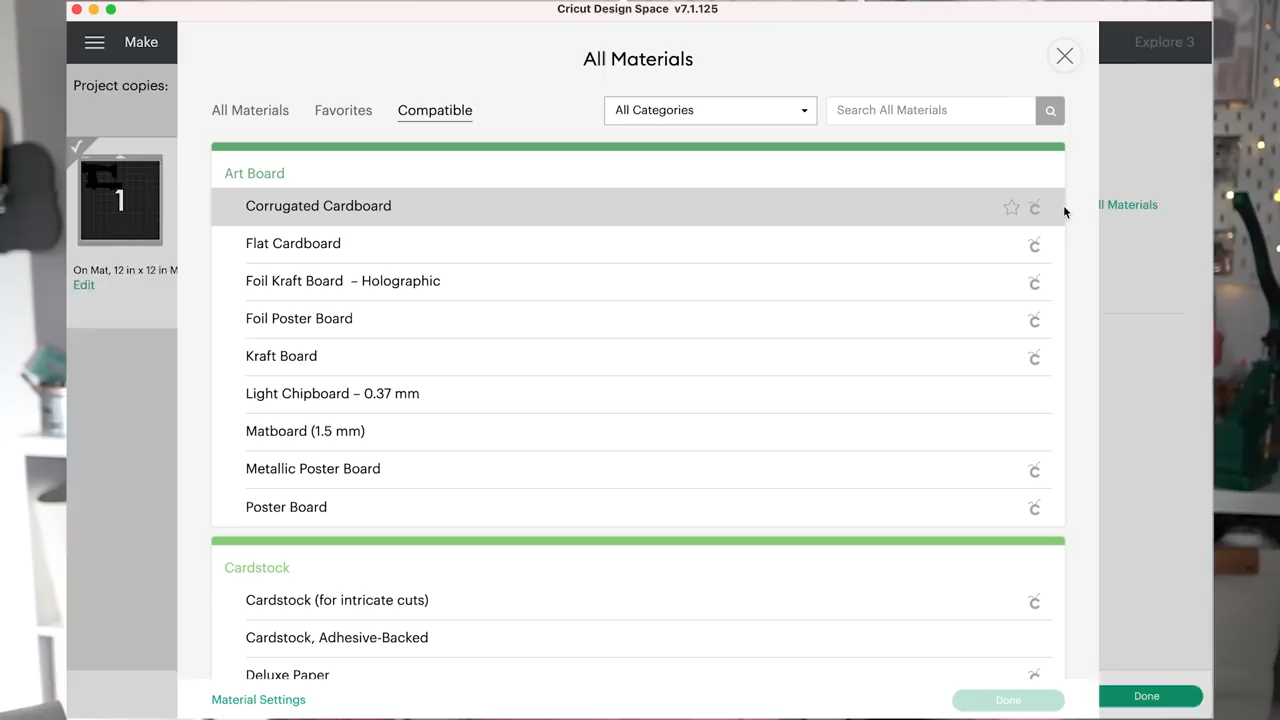 Cricut Design Space v7.1.125
Make
Explore 3
Project copies:
1
On Mat, 12 in x 12 in M
Edit
All Materials
All Materials Favorites Compatible
All Categories
Search All Materials
ll Materials
Art Board
Corrugated Cardboard
Flat Cardboard
Foil Kraft Board – Holographic
Foil Poster Board
Kraft Board
Light Chipboard – 0.37 mm
Matboard (1.5 mm)
Metallic Poster Board
Poster Board
Cardstock
Cardstock (for intricate cuts)
Cardstock, Adhesive-Backed
Deluxe Paper
Material Settings
Done
Done